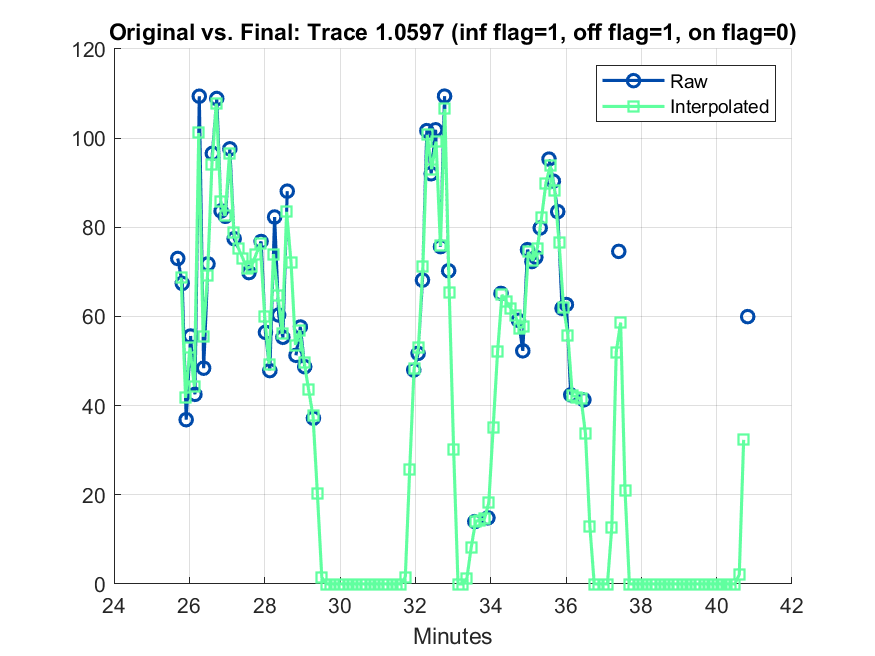 Original vs. Final: Trace 1.0597 (inf flag=1, off flag=1, on flag=0)
120
100
80
60
40
20
0
Raw
Interpolated
24 26 28 30 32 34 36 38 40 42
Minutes